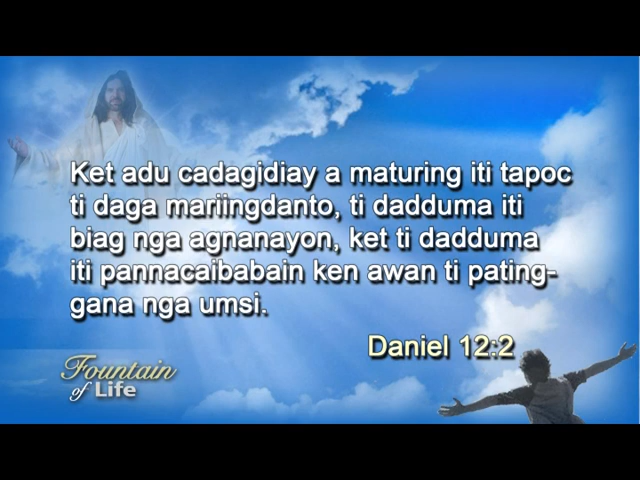 Ket adu cadagidiay a maturing iti tapoc
ti daga mariingdanto, ti dadduma iti
biag nga agnanayon, ket ti dadduma
iti pannacaibabain ken awan ti pating-
gana nga umsi.
Daniel 12:2
Fountain
of Life